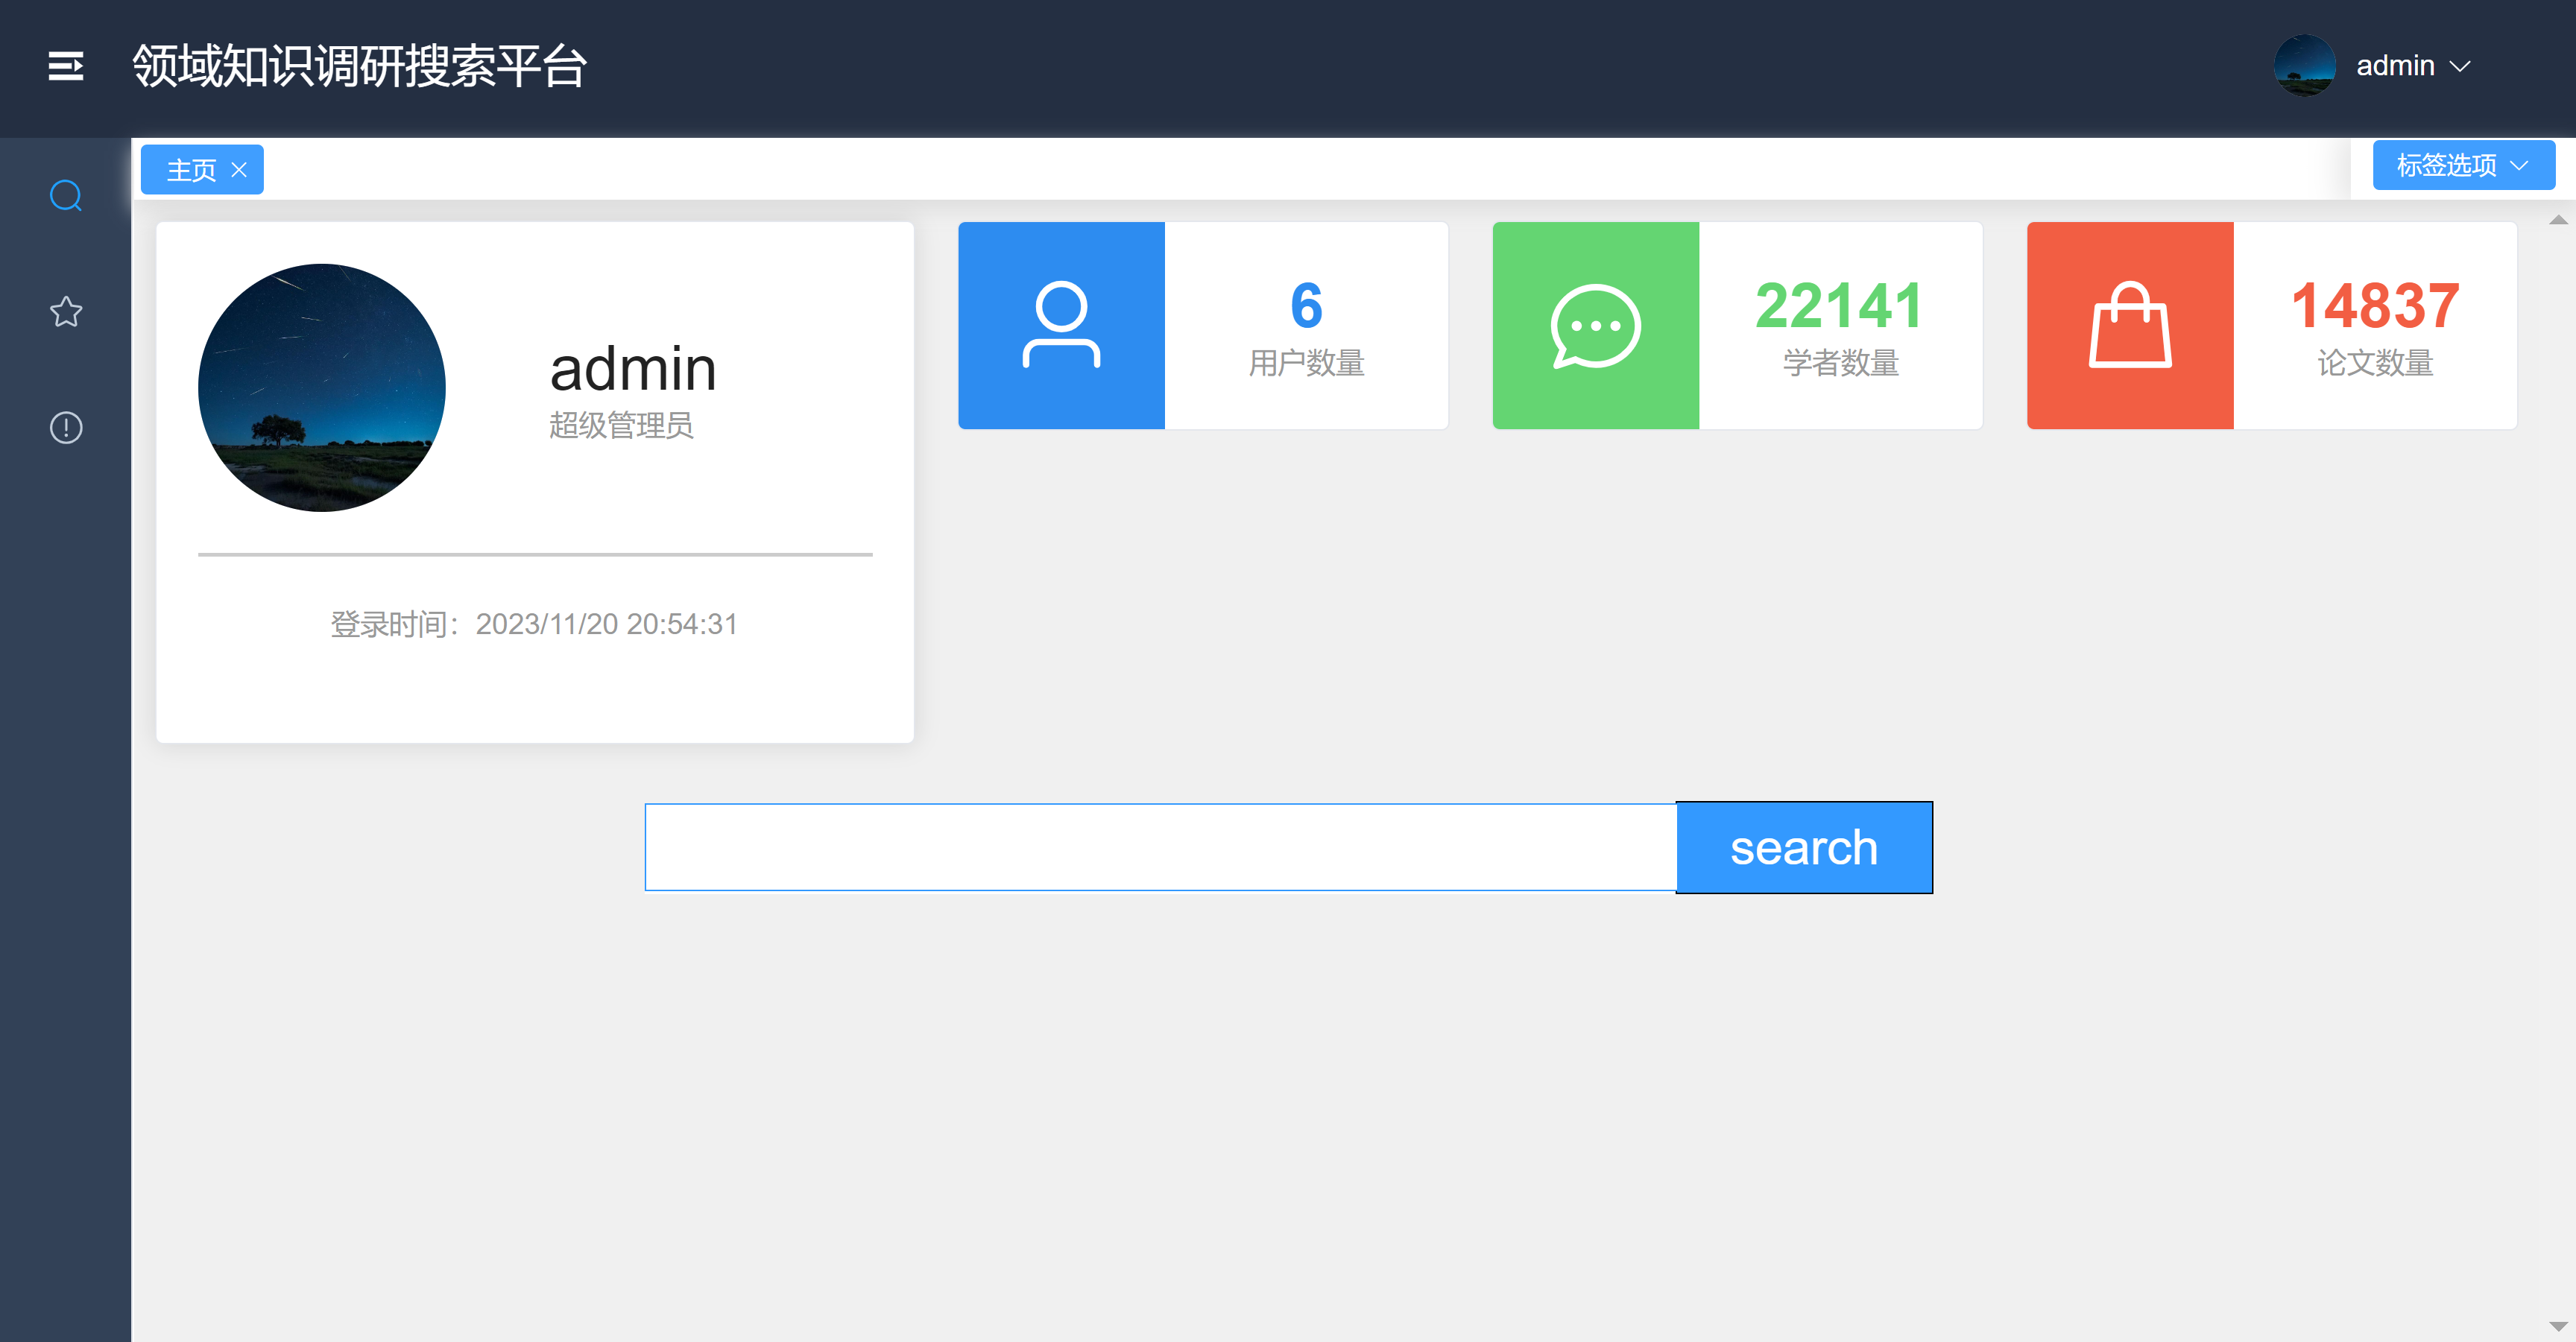 领域知识调研搜索平台
admin
主页
标签选项
admin
超级管理员
登录时间：2023/11/20 20:54:31
6
用户数量
22141
学者数量
14837
论文数量
search